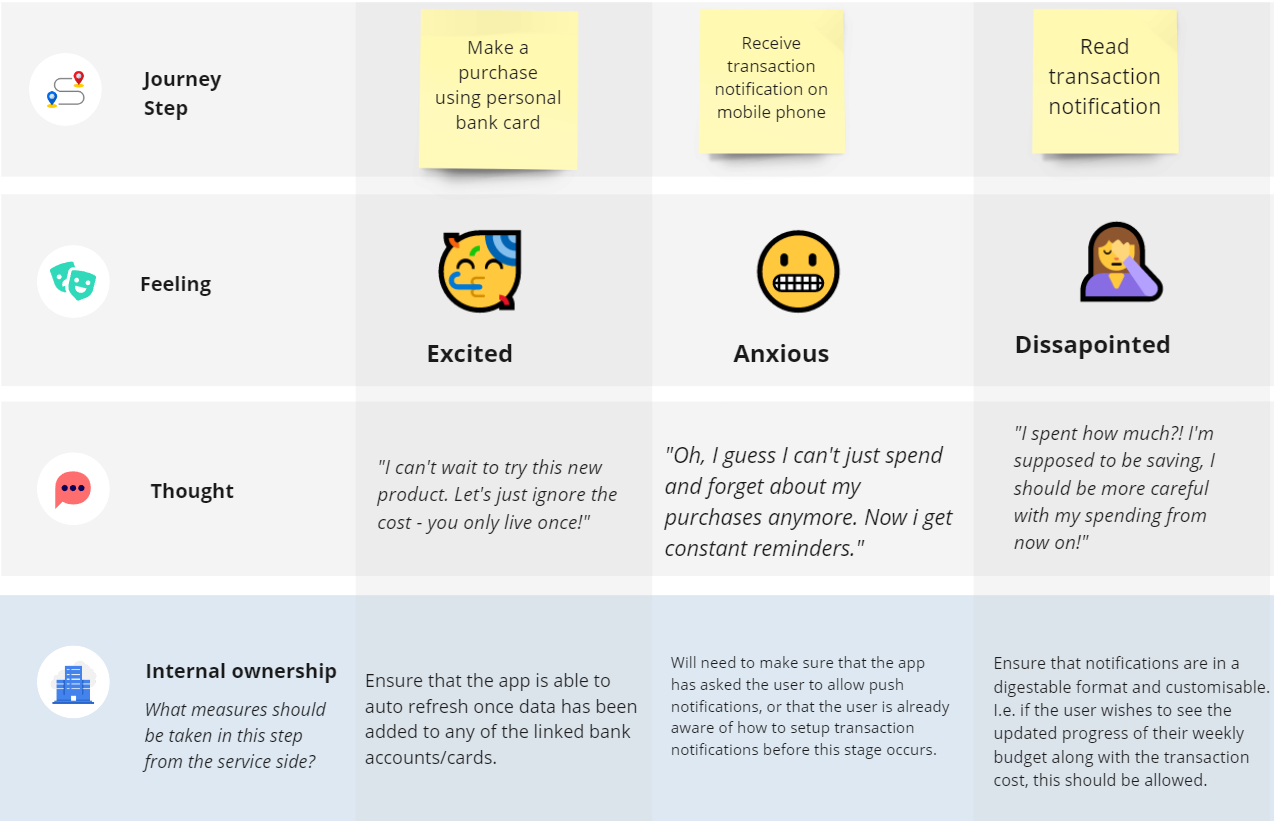 Journey
Step
Make a
purchase
using personal
bank card
Receive
transaction
notification on
mobile phone
Read
transaction
notification
Feeling
Excited
Anxious
Dissapointed
Thought
"I can't wait to try this new
product. Let's just ignore the
cost - you only live once!"
"Oh, I guess I can't just spend
and forget about my
purchases anymore. Now i get
constant reminders."
"I spent how much?! I'm
supposed to be saving, I
should be more careful
with my spending from
now on!"
Internal ownership
What measures should
be taken in this step
from the service side?
Ensure that the app is able to
auto refresh once data has been
added to any of the linked bank
accounts/cards.
Will need to make sure that the app
has asked the user to allow push
notifications, or that the user is already
aware of how to setup transaction
notifications before this stage occurs.
Ensure that notifications are in a
digestable format and customisable.
I.e. if the user wishes to see the
updated progress of their weekly
budget along with the transaction
cost, this should be allowed.